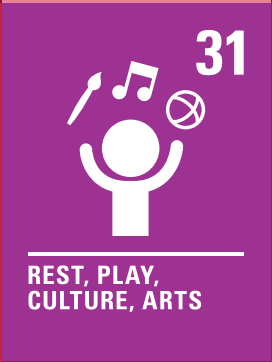 31
REST, PLAY,
CULTURE, ARTS